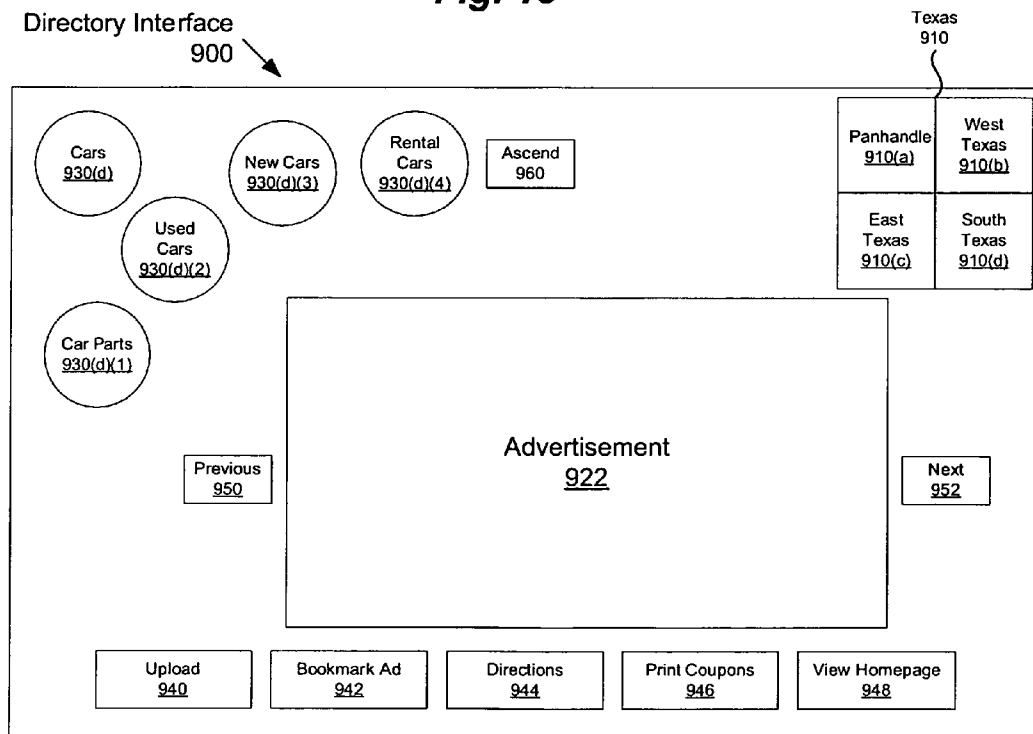 Directory Interface
900
Texas
910
Cars
930(d)
New Cars
930(d)(3)
Rental
Cars
930(d)(4)
Ascend
960
Panhandle
910(a)
West
Texas
910(b)
Used
Cars
930(d)(2)
East
Texas
910(c)
South
Texas
910(d)
Car Parts
930(d)(1)
Advertisement
922
Previous
950
Next
952
Upload
940
Bookmark Ad
942
Directions
944
Print Coupons
946
View Homepage
948